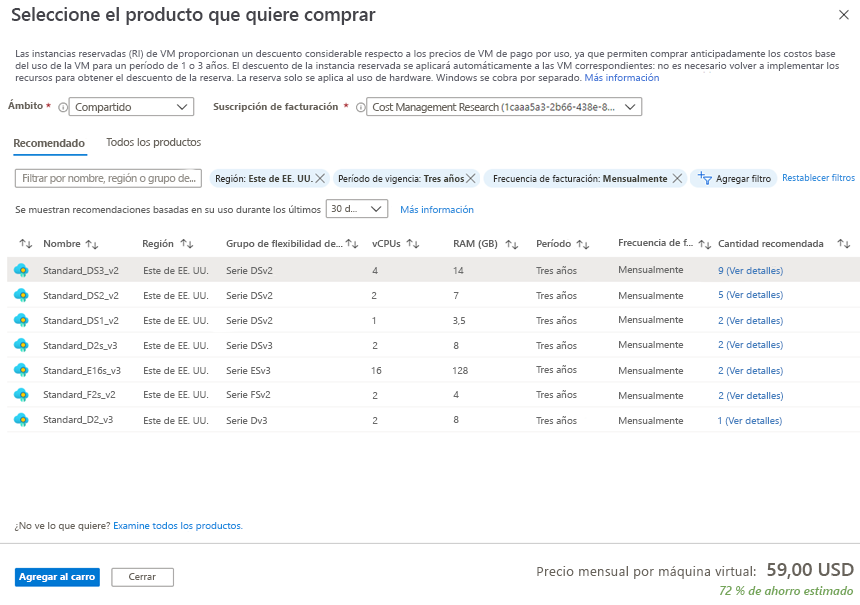 Seleccione el producto que quiere comprar
Las instancias reservadas (RI) de VM proporcionan un descuento considerable respecto a los precios de VM de pago por uso, ya que permiten comprar anticipadamente los costos base
del uso de la VM para un período de 1 o 3 años. El descuento de la instancia reservada se aplicará automáticamente a las VM correspondientes: no es necesario volver a implementar los
recursos para obtener el descuento de la reserva. La reserva solo se aplica al uso de hardware. Windows se cobra por separado. Más información
Ámbito * Compartido Suscripción de facturación * Cost Management Research (1caaa5a3-2b66-438e-8...
Recomendado Todos los productos
Filtrar por nombre, región o grupo de... Región: Este de EE. UU. Período de vigencia: Tres años Frecuencia de facturación: Mensualmente Agregar filtro Restablecer filtros
Se muestran recomendaciones basadas en su uso durante los últimos 30 d... Más información
Nombre Región Grupo de flexibilidad de... vCPUs RAM (GB) Período Frecuencia de f... Cantidad recomendada
Standard_DS3_v2 Este de EE. UU. Serie DSv2 4 14 Tres años Mensualmente 9 (Ver detalles)
Standard_DS2_v2 Este de EE. UU. Serie DSv2 2 7 Tres años Mensualmente 5 (Ver detalles)
Standard_DS1_v2 Este de EE. UU. Serie DSv2 1 3,5 Tres años Mensualmente 2 (Ver detalles)
Standard_D2s_v3 Este de EE. UU. Serie DSv3 2 8 Tres años Mensualmente 2 (Ver detalles)
Standard_E16s_v3 Este de EE. UU. Serie ESv3 16 128 Tres años Mensualmente 2 (Ver detalles)
Standard_F2s_v2 Este de EE. UU. Serie FSv2 2 4 Tres años Mensualmente 2 (Ver detalles)
Standard_D2_v3 Este de EE. UU. Serie Dv3 2 8 Tres años Mensualmente 1 (Ver detalles)
¿No ve lo que quiere? Examine todos los productos.
Agregar al carro Cerrar Precio mensual por máquina virtual: 59,00 USD
72 % de ahorro estimado